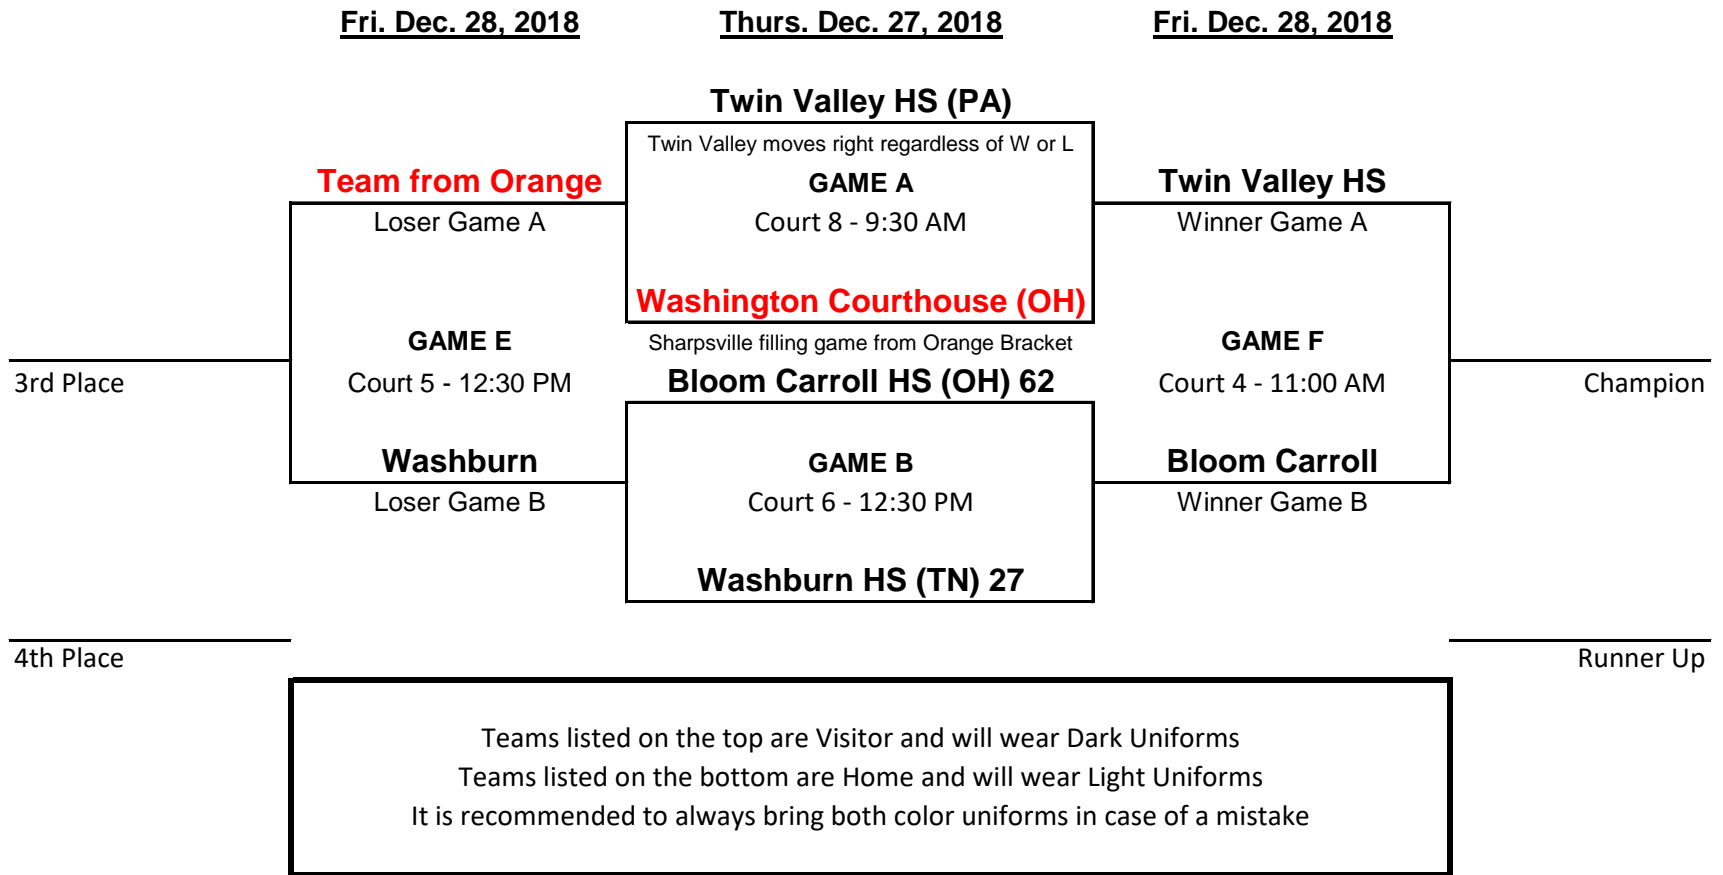 Fri. Dec. 28, 2018 Thurs. Dec. 27, 2018 Fri. Dec. 28, 2018
Twin Valley HS (PA)
Twin Valley moves right regardless of W or L
Team from Orange GAME A Twin Valley HS
Loser Game A Court 8 - 9:30 AM Winner Game A
Washington Courthouse (OH)
GAME E Sharpsville filling game from Orange Bracket GAME F
3rd Place Court 5 - 12:30 PM Bloom Carroll HS (OH) 62 Court 4 - 11:00 AM Champion
Washburn GAME B Bloom Carroll
Loser Game B Court 6 - 12:30 PM Winner Game B
Washburn HS (TN) 27
4th Place Runner Up
Teams listed on the top are Visitor and will wear Dark Uniforms
Teams listed on the bottom are Home and will wear Light Uniforms
It is recommended to always bring both color uniforms in case of a mistake